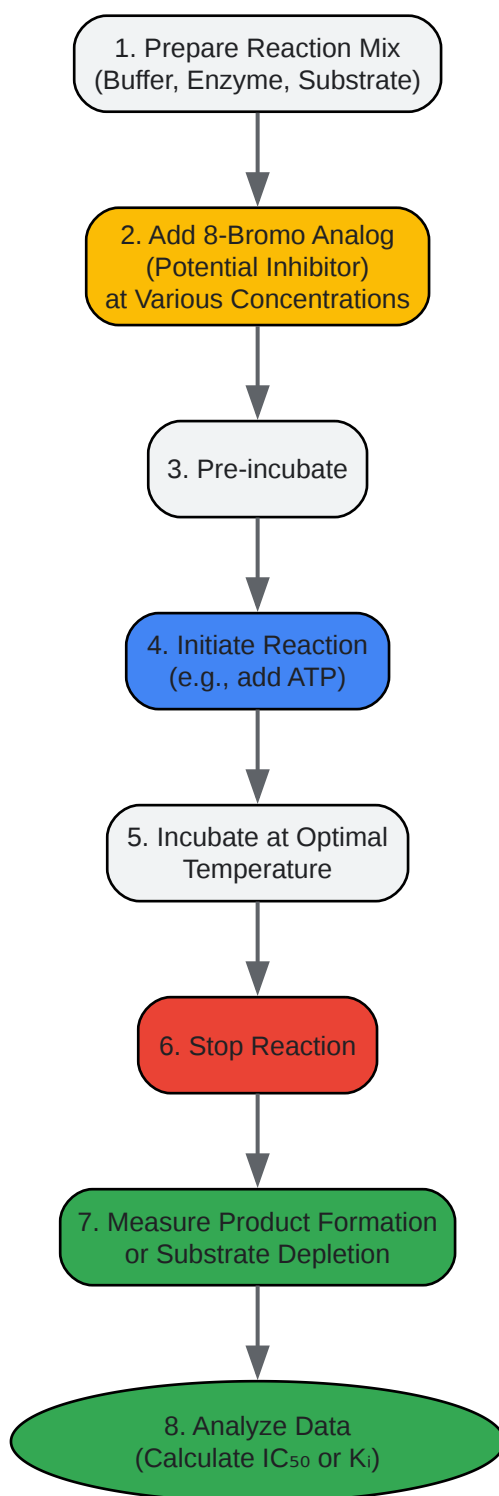 1. Prepare Reaction Mix
(Buffer, Enzyme, Substrate)
2. Add 8-Bromo Analog
(Potential Inhibitor)
at Various Concentrations
3. Pre-incubate
4. Initiate Reaction
(e.g., add ATP)
5. Incubate at Optimal
Temperature
6. Stop Reaction
7. Measure Product Formation
or Substrate Depletion
8. Analyze Data
(Calculate IC₅₀ or Kᵢ)